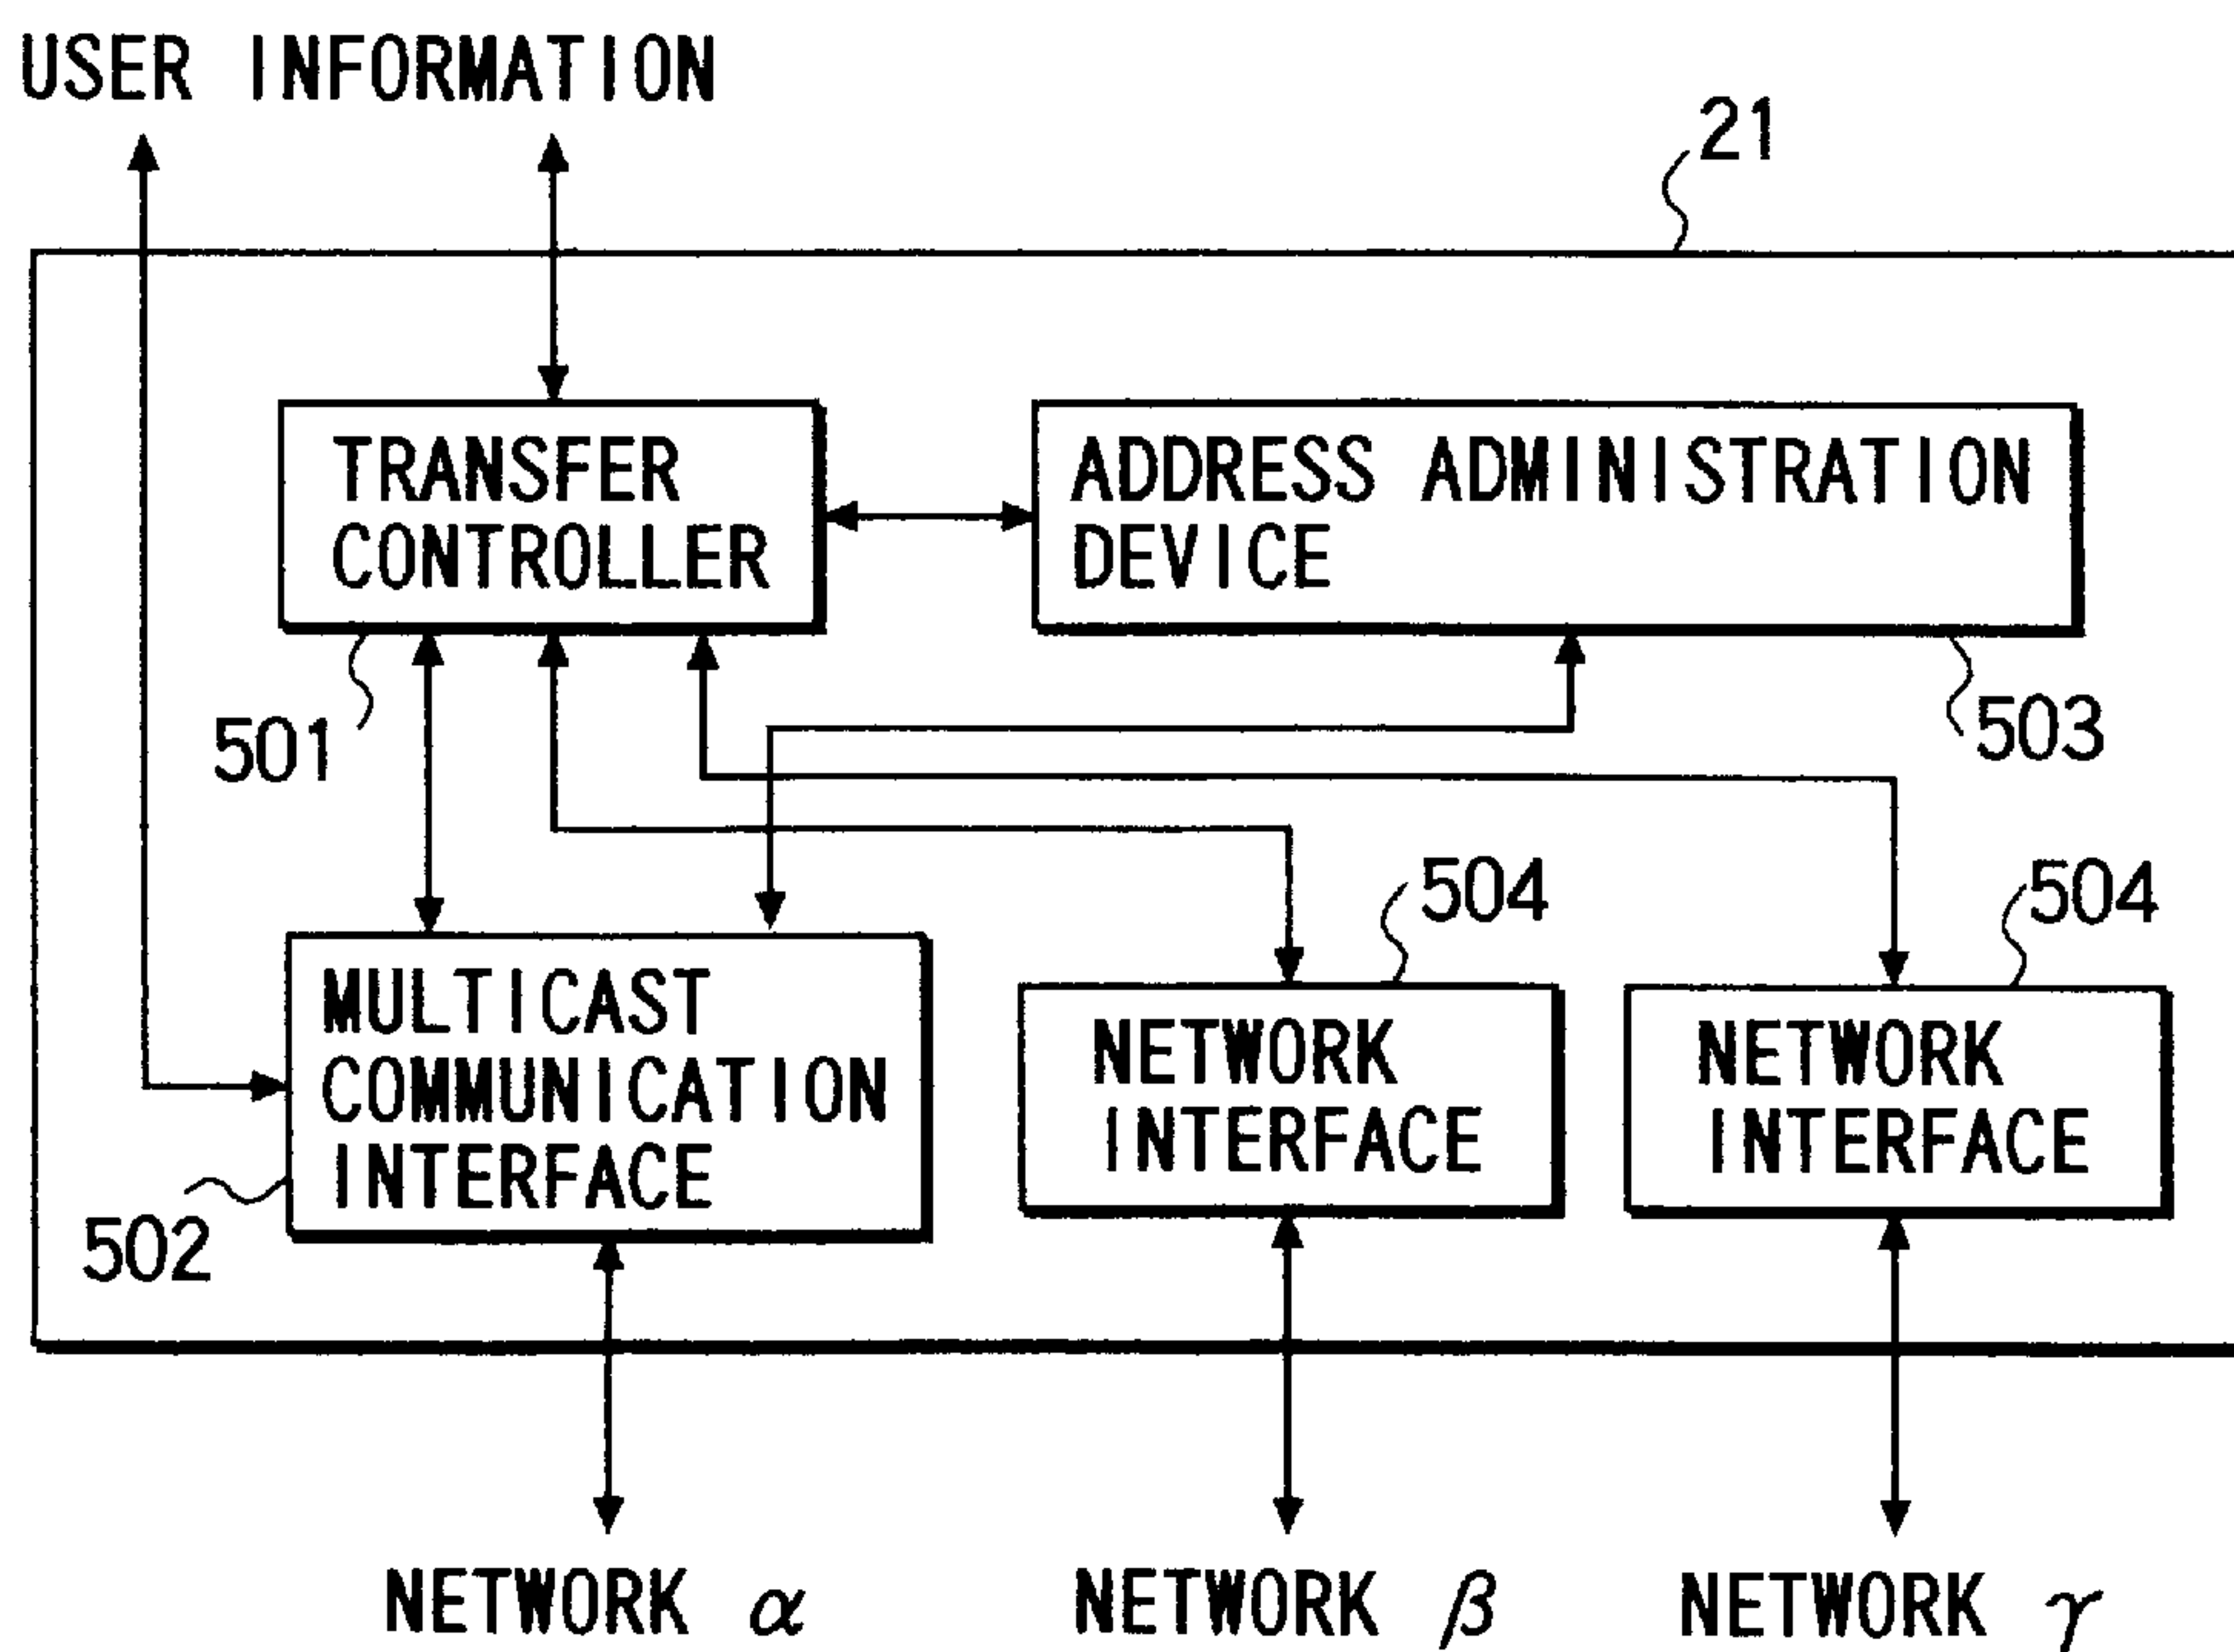 USER INFORMATION
21
TRANSFER
CONTROLLER
ADDRESS ADMINISTRATION
DEVICE
501
503
504
504
MULTICAST
COMMUNICATION
INTERFACE
NETWORK
INTERFACE
NETWORK
INTERFACE
502
NETWORK α
NETWORK β
NETWORK γ